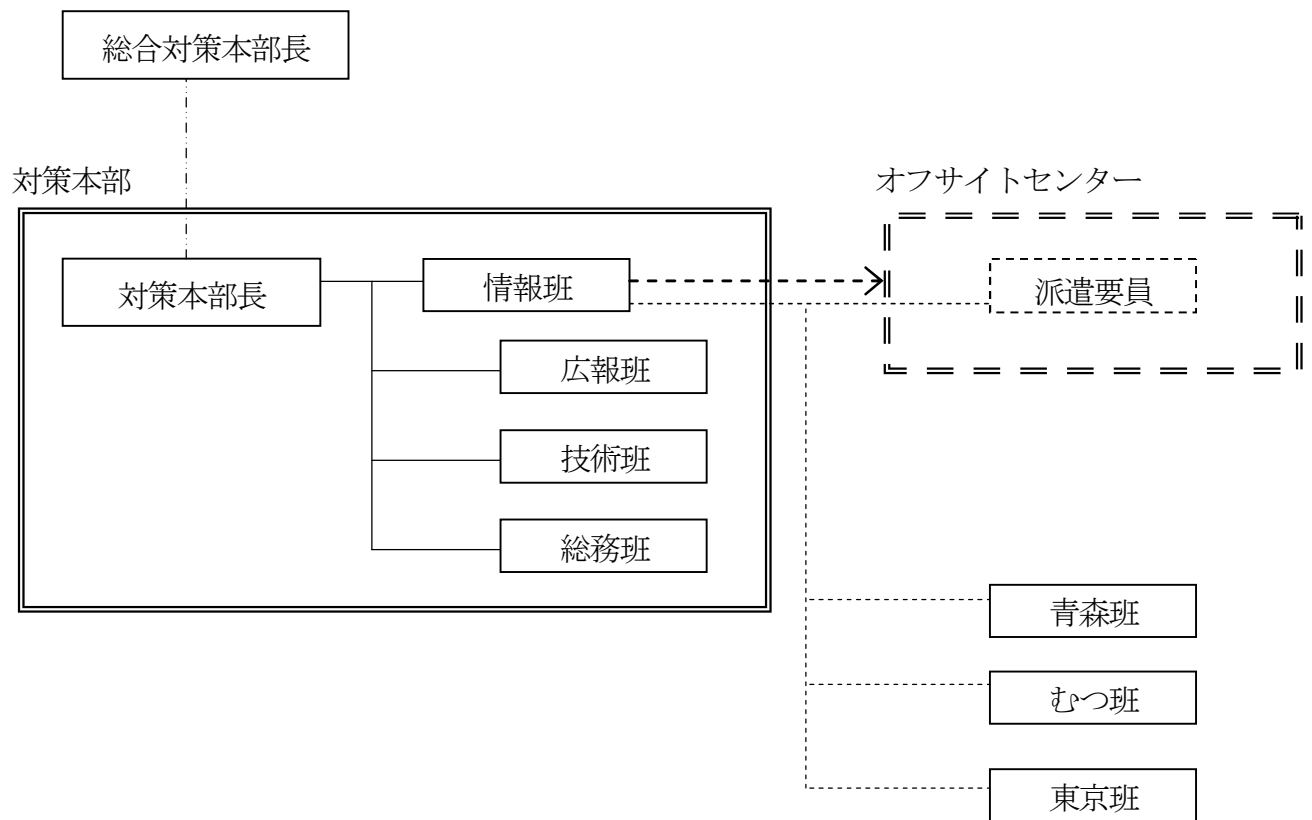 総合対策本部長
対策本部
オフサイトセンター
対策本部長
情報班
派遣要員
広報班
技術班
総務班
青森班
むつ班
東京班